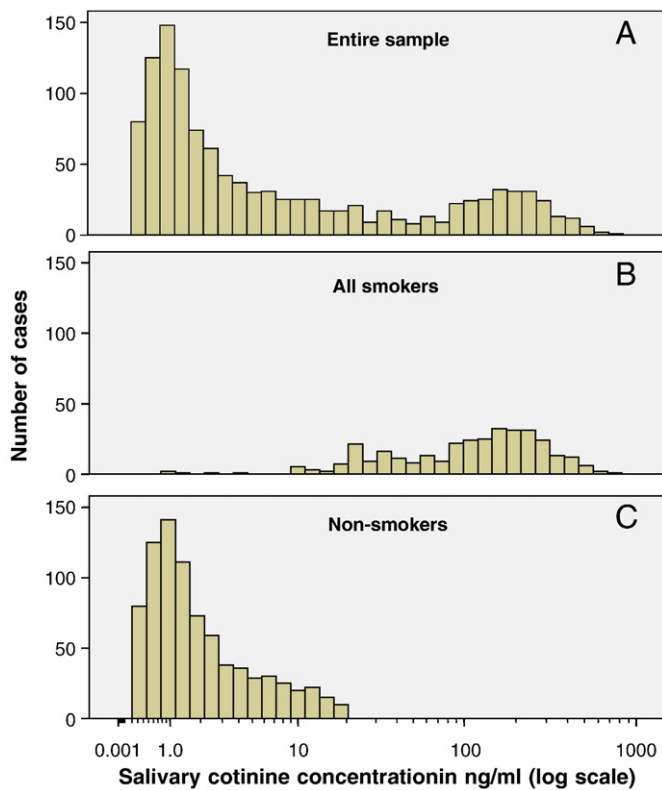 A
Entire sample
150
100
50
0
B
All smokers
150
100
50
0
C
Non-smokers
150
100
50
0
Number of cases
0.001 1.0 10 100 1000
Salivary cotinine concentrationin ng/ml (log scale)